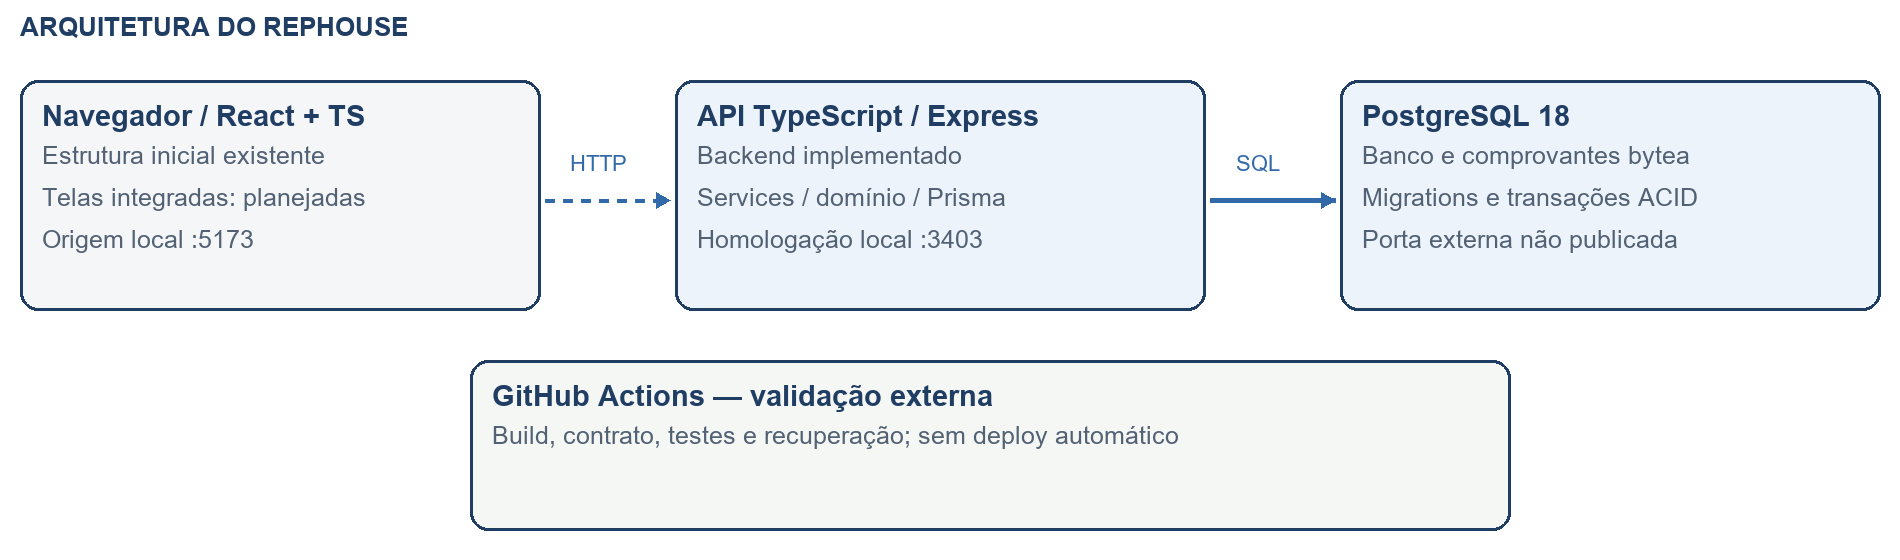 ARQUITETURA DO REPHOUSE
Navegador / React + TS
Estrutura inicial existente
Telas integradas: planejadas
Origem local :5173
HTTP
API TypeScript / Express
Backend implementado
Services / domínio / Prisma
Homologação local :3403
SQL
PostgreSQL 18
Banco e comprovantes bytea
Migrations e transações ACID
Porta externa não publicada
GitHub Actions — validação externa
Build, contrato, testes e recuperação; sem deploy automático